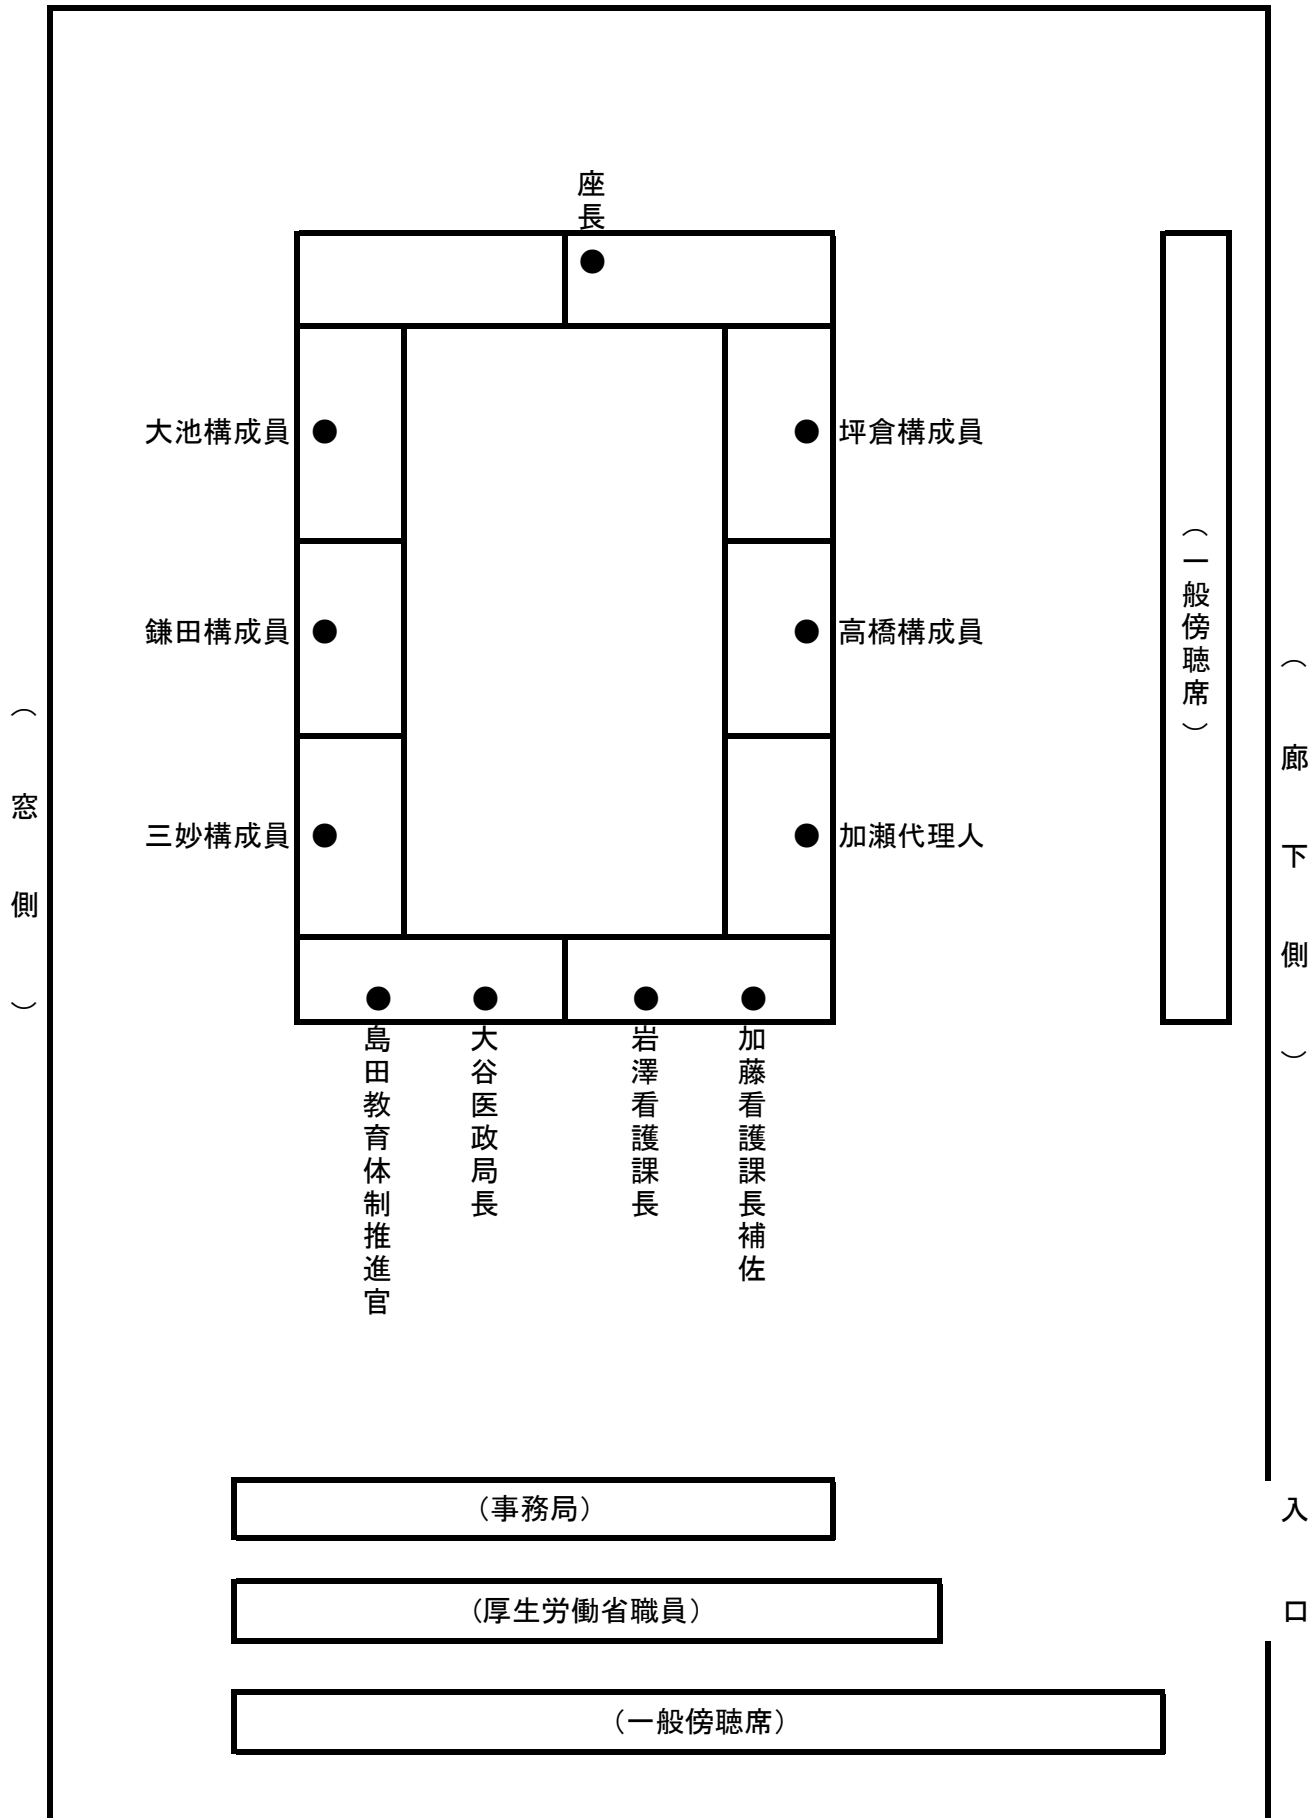 座長
大池構成員
坪倉構成員
鎌田構成員
高橋構成員
三妙構成員
加瀬代理人
(一般傍聴席)
(窓側)
(廊下側)
島田教育体制推進官
大谷医政局長
岩澤看護課長
加藤看護課長補佐
(事務局)
入口
(厚生労働省職員)
(一般傍聴席)